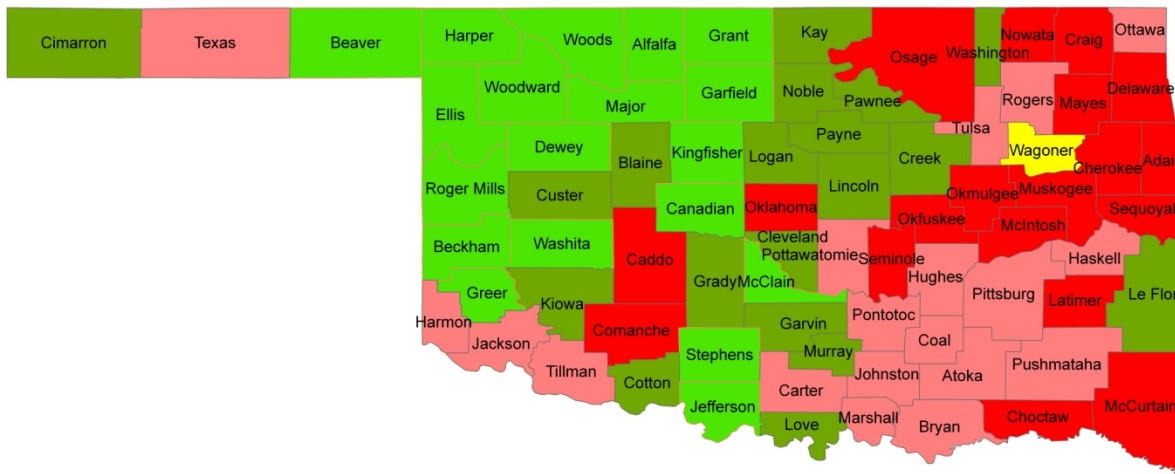 Cimarron
Texas
Beaver
Harper
Woods
Alfalfa
Grant
Kay
Osage
Washington
Nowata
Craig
Ottawa
Woodward
Ellis
Major
Garfield
Noble
Pawnee
Rogers
Mayes
Delaware
Tulsa
Dewey
Blaine
Kingfisher
Logan
Payne
Creek
Wagoner
Cherokee
Adai
Roger Mills
Custer
Canadian
Oklahoma
Lincoln
Okmulgee
Muskogee
Sequoyal
Okfuskee
McIntosh
Beckham
Washita
Caddo
Cleveland
Pottawatomie
Seminole
Hughes
Haskell
Greer
Kiowa
Grady
McClain
Pittsburg
Latimer
Le Flor
Harmon
Jackson
Comanche
Garvin
Pontotoc
Coal
Tillman
Stephens
Murray
Johnston
Atoka
Pushmataha
Cotton
Carter
Jefferson
Love
Marshall
Bryan
Choctaw
McCurtain